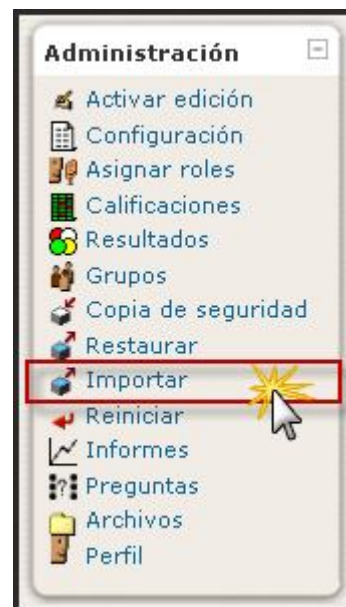 Administración
Activar edición
Configuración
Asignar roles
Calificaciones
Resultados
Grupos
Copia de seguridad
Restaurar
Importar
Reiniciar
Informes
Preguntas
Archivos
Perfil